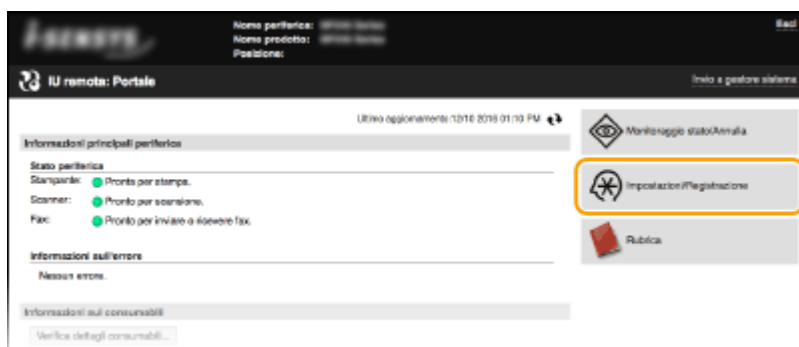 Nome periferica:
Nome prodotto:
Posizione:
Esci
IU remota: Portale
Invio a gestore sistema
Ultimo aggiornamento:12/10 2016 01:10 PM
Informazioni principali periferica
Stato periferica
Stampante: Pronto per stampa.
Scanner: Pronto per scansione.
Fax: Pronto per inviare o ricevere fax.
Informazioni sull'errore
Nessun errore.
Informazioni sui consumabili
Verifica dettagli consumabili...
Monitoraggio stato/Annulla
Impostazioni/Registrazione
Rubrica